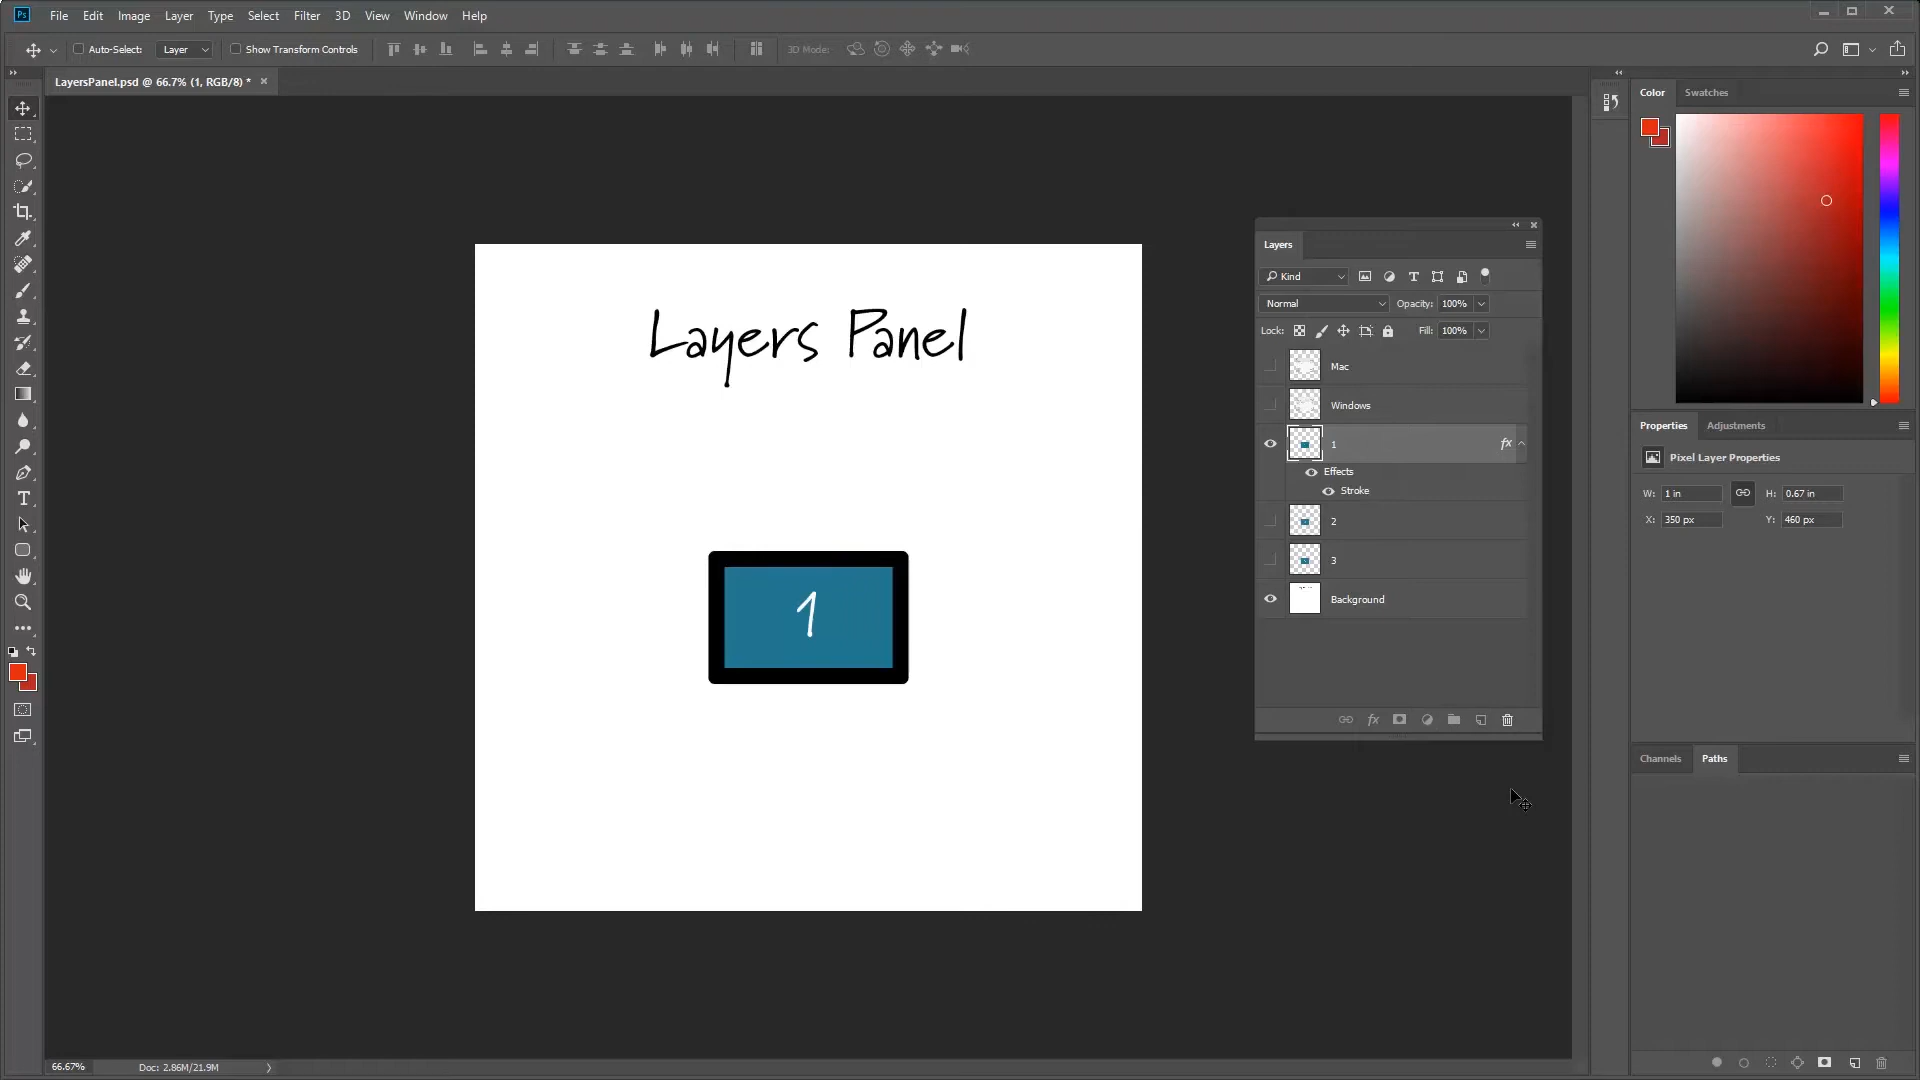 Ps File Edit Image Layer Type Select Filter 3D View Window Help
Auto-Select: Layer Show Transform Controls 3D Mode:
LayersPanel.psd @ 66.7% (1, RGB/8) *
Color Swatches
Layers
Kind
Normal Opacity: 100%
Lock: Fill: 100%
Mac
Windows
1 fx
Effects
Stroke
2
3
Background
fx
Layers Panel
1
Properties Adjustments
Pixel Layer Properties
W: 1 in H: 0.67 in
X: 350 px Y: 460 px
Channels Paths
66.67% Doc: 2.86M/21.9M